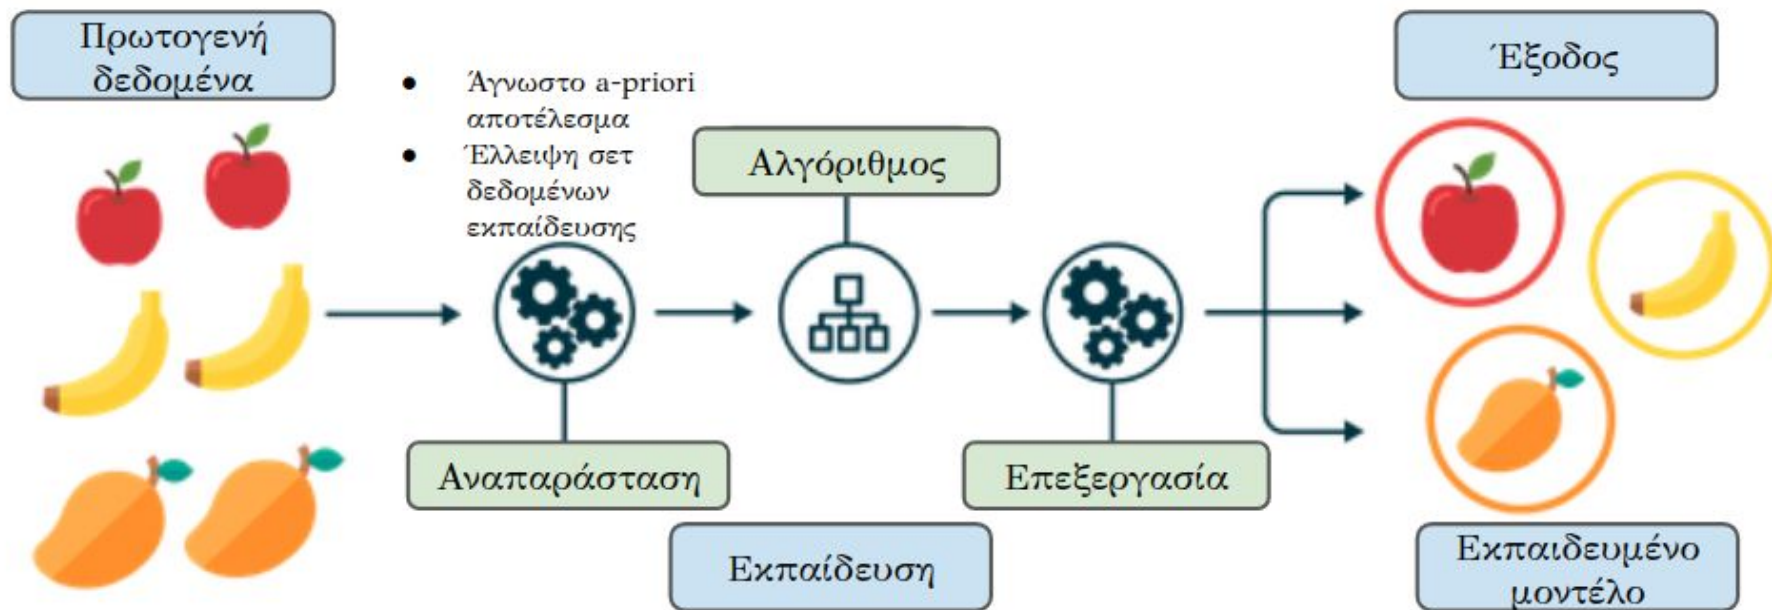 Πρωτογενή
δεδομένα
● Άγνωστο a-priori
αποτέλεσμα
● Έλλειψη σετ
δεδομένων
εκπαίδευσης
Αλγόριθμος
Έξοδος
Αναπαράσταση
Επεξεργασία
Εκπαίδευση
Εκπαιδευμένο
μοντέλο